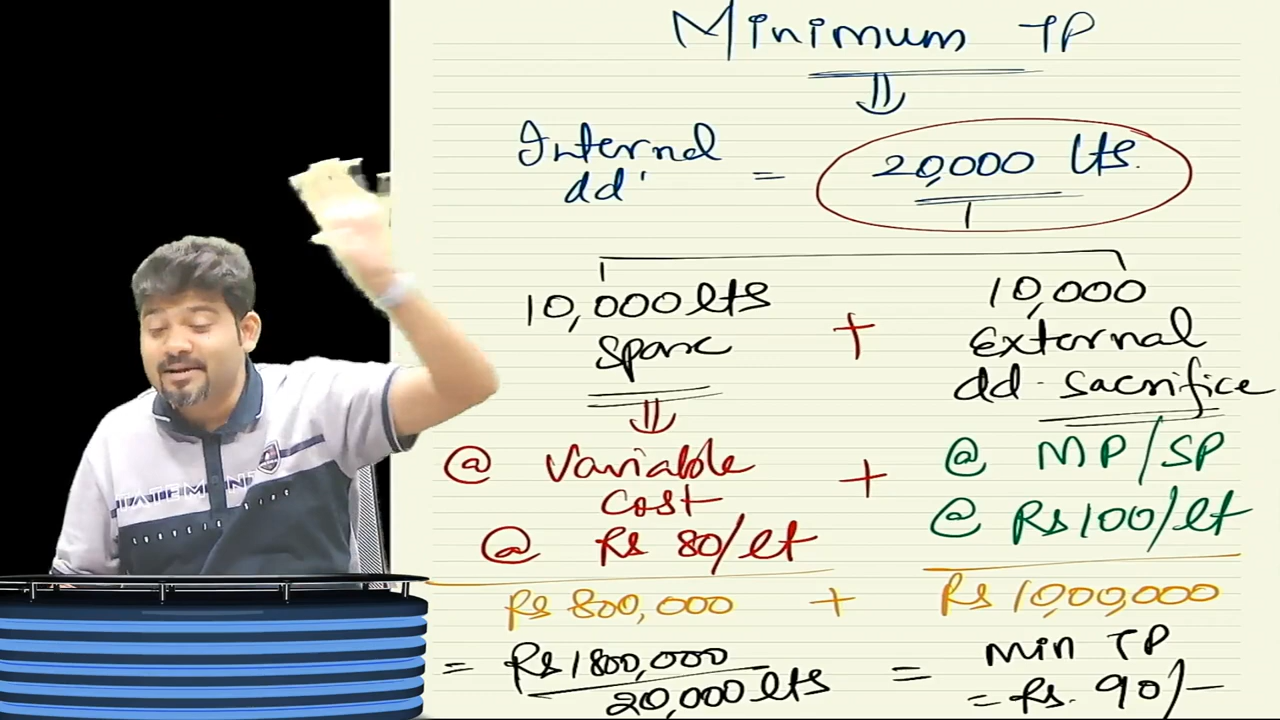 Minimum TP
⇓
Internal dd' = 20,000 lts.
10,000 lts spare + 10,000 External dd. sacrifice
⇓
@ Variable Cost + @ MP/SP
@ Rs 80/lt @ Rs 100/lt
Rs 800,000 + Rs 10,00,000
= Rs 1800,000 / 20,000 lts = Min TP = Rs. 90/-